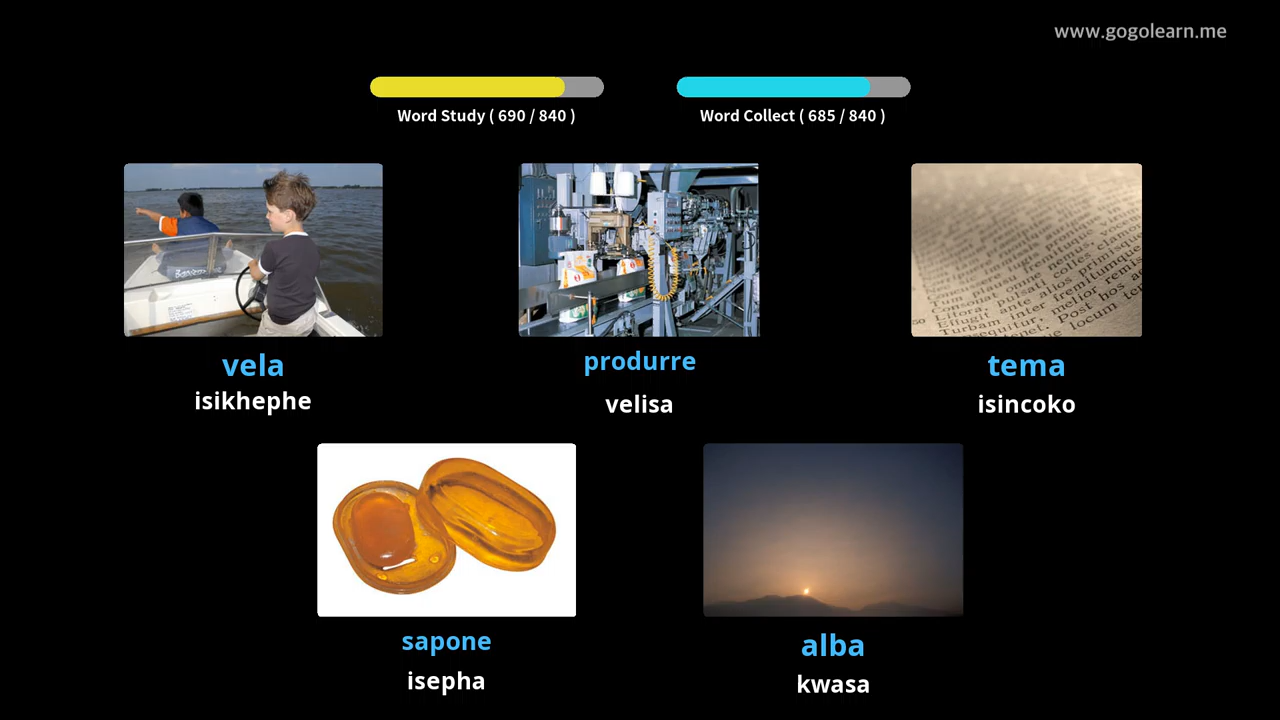 www.gogolearn.me
Word Study ( 690 / 840 )
Word Collect ( 685 / 840 )
vela
isikhephe
produrre
velisa
tema
isincoko
sapone
isepha
alba
kwasa